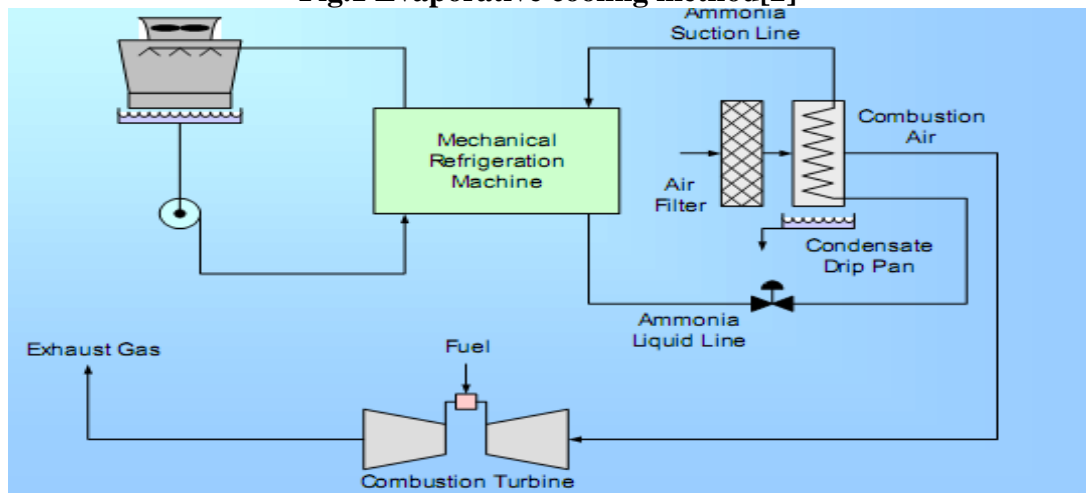 Fig.1 Evaporative cooling method[2]
Ammonia
Suction Line
Mechanical
Refrigeration
Machine
Combustion
Air
Air
Filter
Condensate
Drip Pan
Ammonia
Liquid Line
Exhaust Gas
Fuel
Combustion Turbine